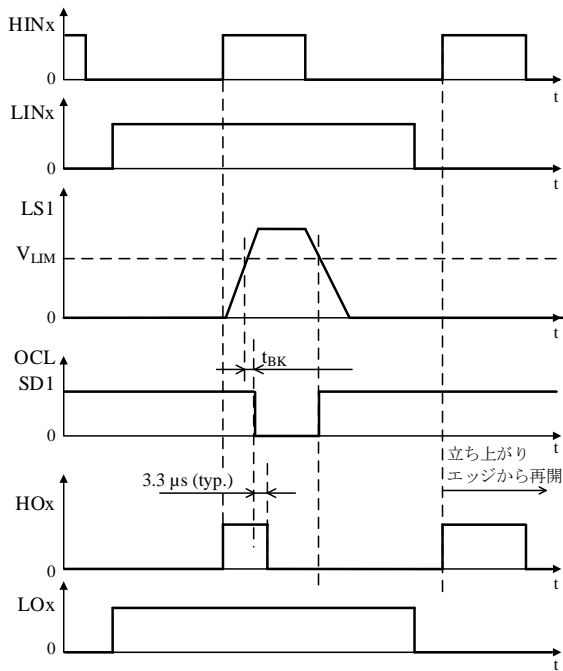 HINx
0
t
LINx
0
t
LS1
VLIM
0
t
OCL
SD1
tBK
0
t
立ち上がり
エッジから再開
3.3 µs (typ.)
HOx
0
t
LOx
0
t